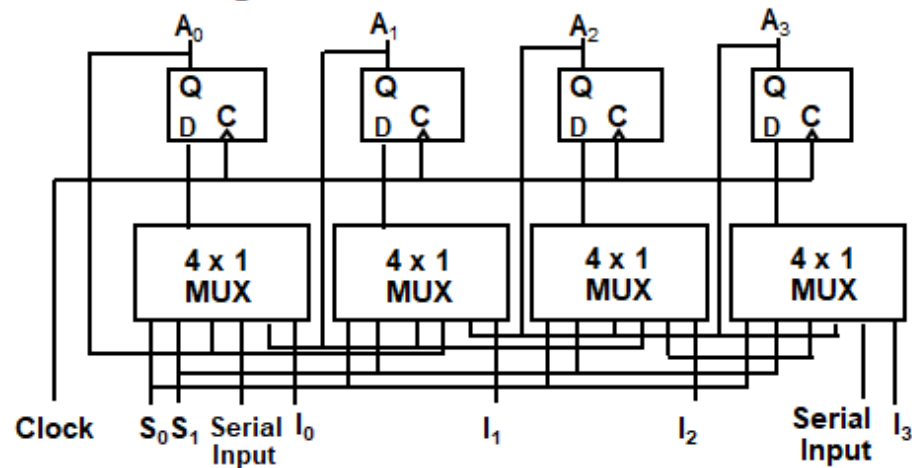 A₀ A₁ A₂ A₃
Q Q Q Q
D C D C D C D C
4 x 1 4 x 1 4 x 1 4 x 1
MUX MUX MUX MUX
Clock S₀ S₁ Serial I₀ I₁ I₂ Serial I₃
Input Input